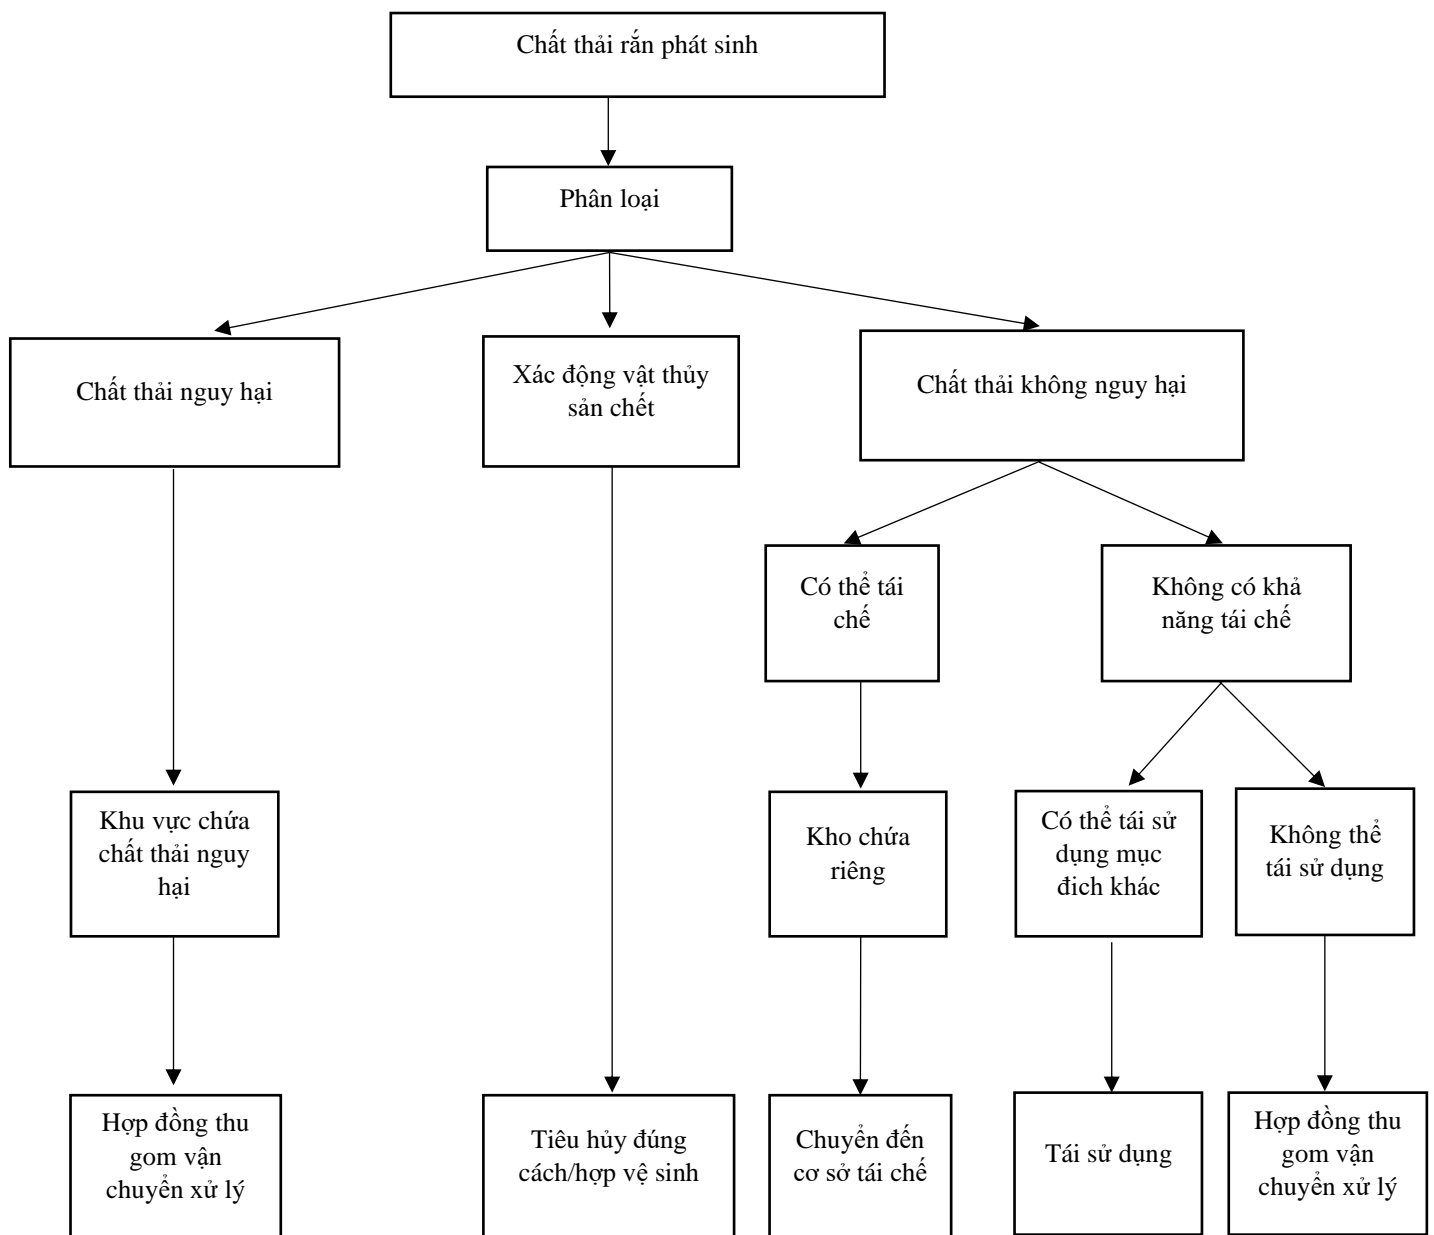 Chất thải rắn phát sinh
Phân loại
Chất thải nguy hại
Xác động vật thủy
sản chết
Chất thải không nguy hại
Có thể tái
chế
Không có khả
năng tái chế
Khu vực chứa
chất thải nguy
hại
Kho chứa
riêng
Có thể tái sử
dụng mục
đich khác
Không thể
tái sử dụng
Hợp đồng thu
gom vận
chuyển xử lý
Tiêu hủy đúng
cách/hợp vệ sinh
Chuyển đến
cơ sở tái chế
Tái sử dụng
Hợp đồng thu
gom vận
chuyển xử lý